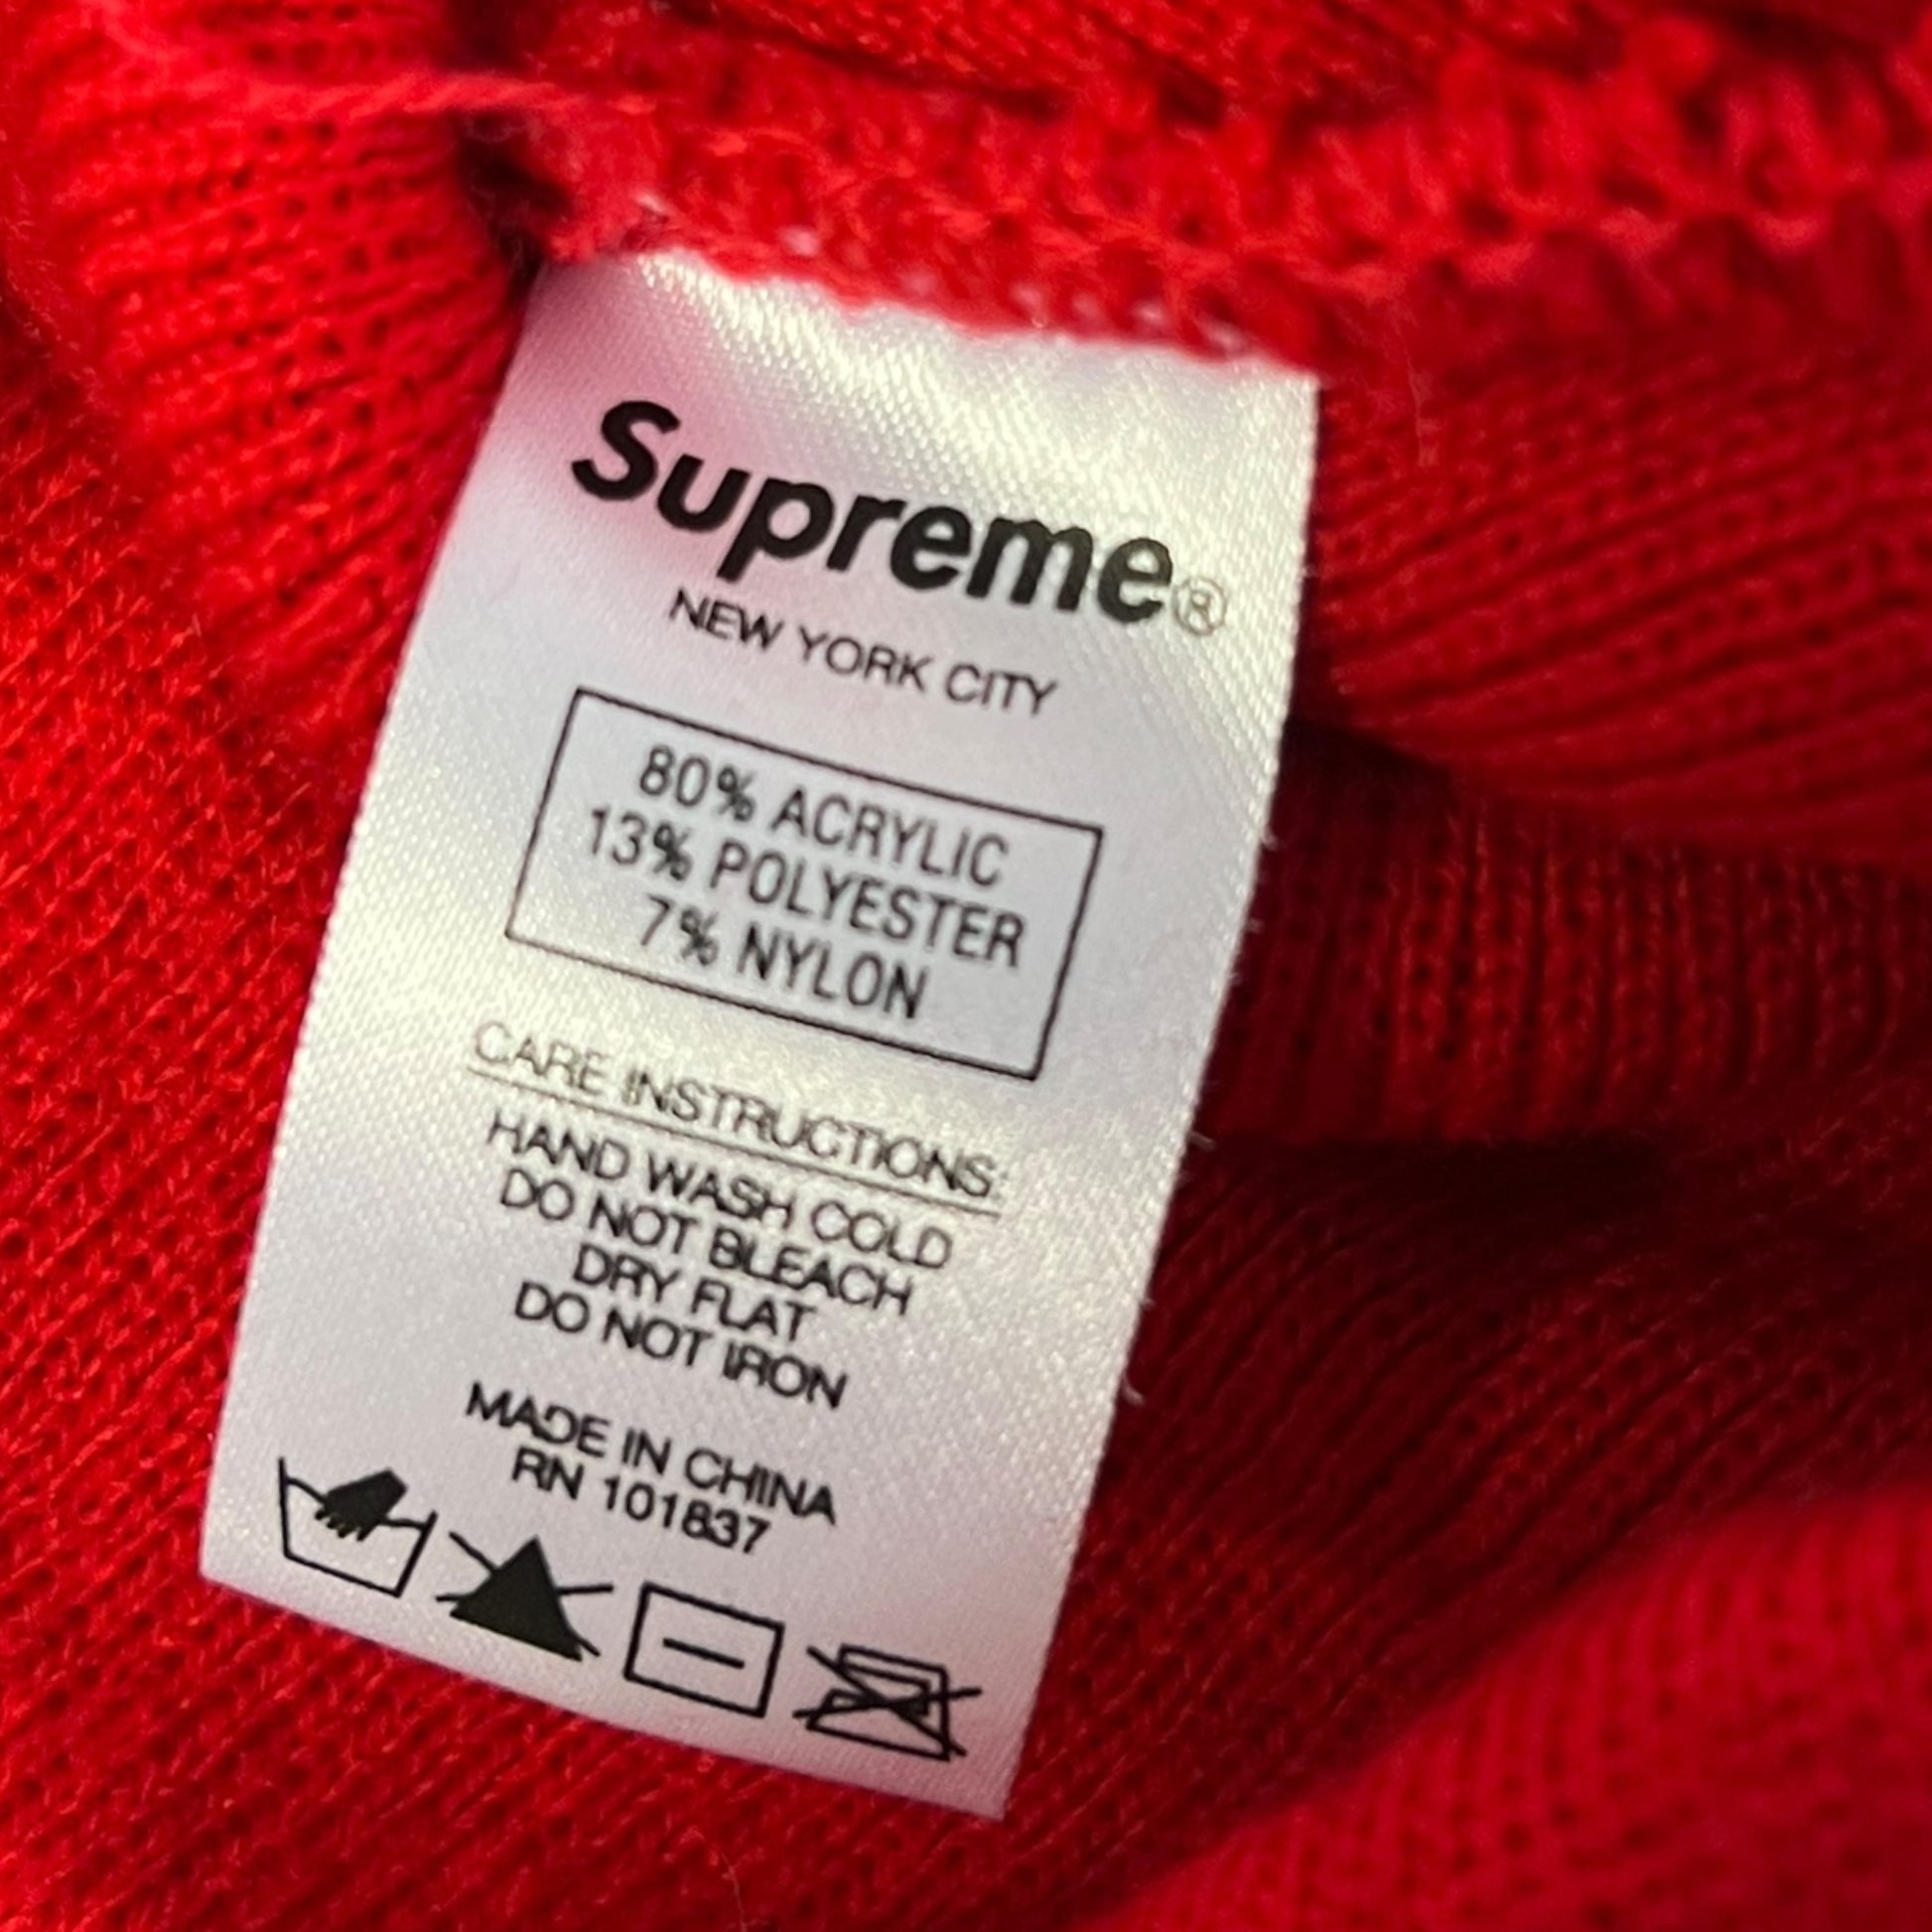 Supreme®
NEW YORK CITY
80% ACRYLIC
13% POLYESTER
7% NYLON
CARE INSTRUCTIONS:
HAND WASH COLD
DO NOT BLEACH
DRY FLAT
DO NOT IRON
MADE IN CHINA
RN 101837